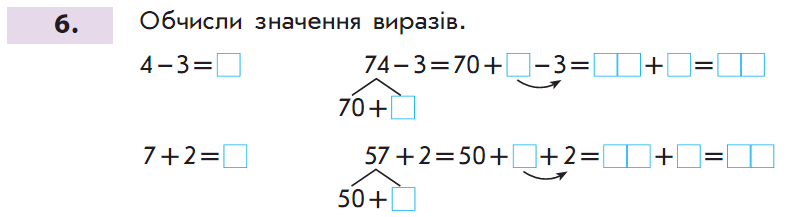 6. Обчисли значення виразів.
4 − 3 = □ 74 − 3 = 70 + □ − 3 = □□ + □ = □□
70 + □
7 + 2 = □ 57 + 2 = 50 + □ + 2 = □□ + □ = □□
50 + □